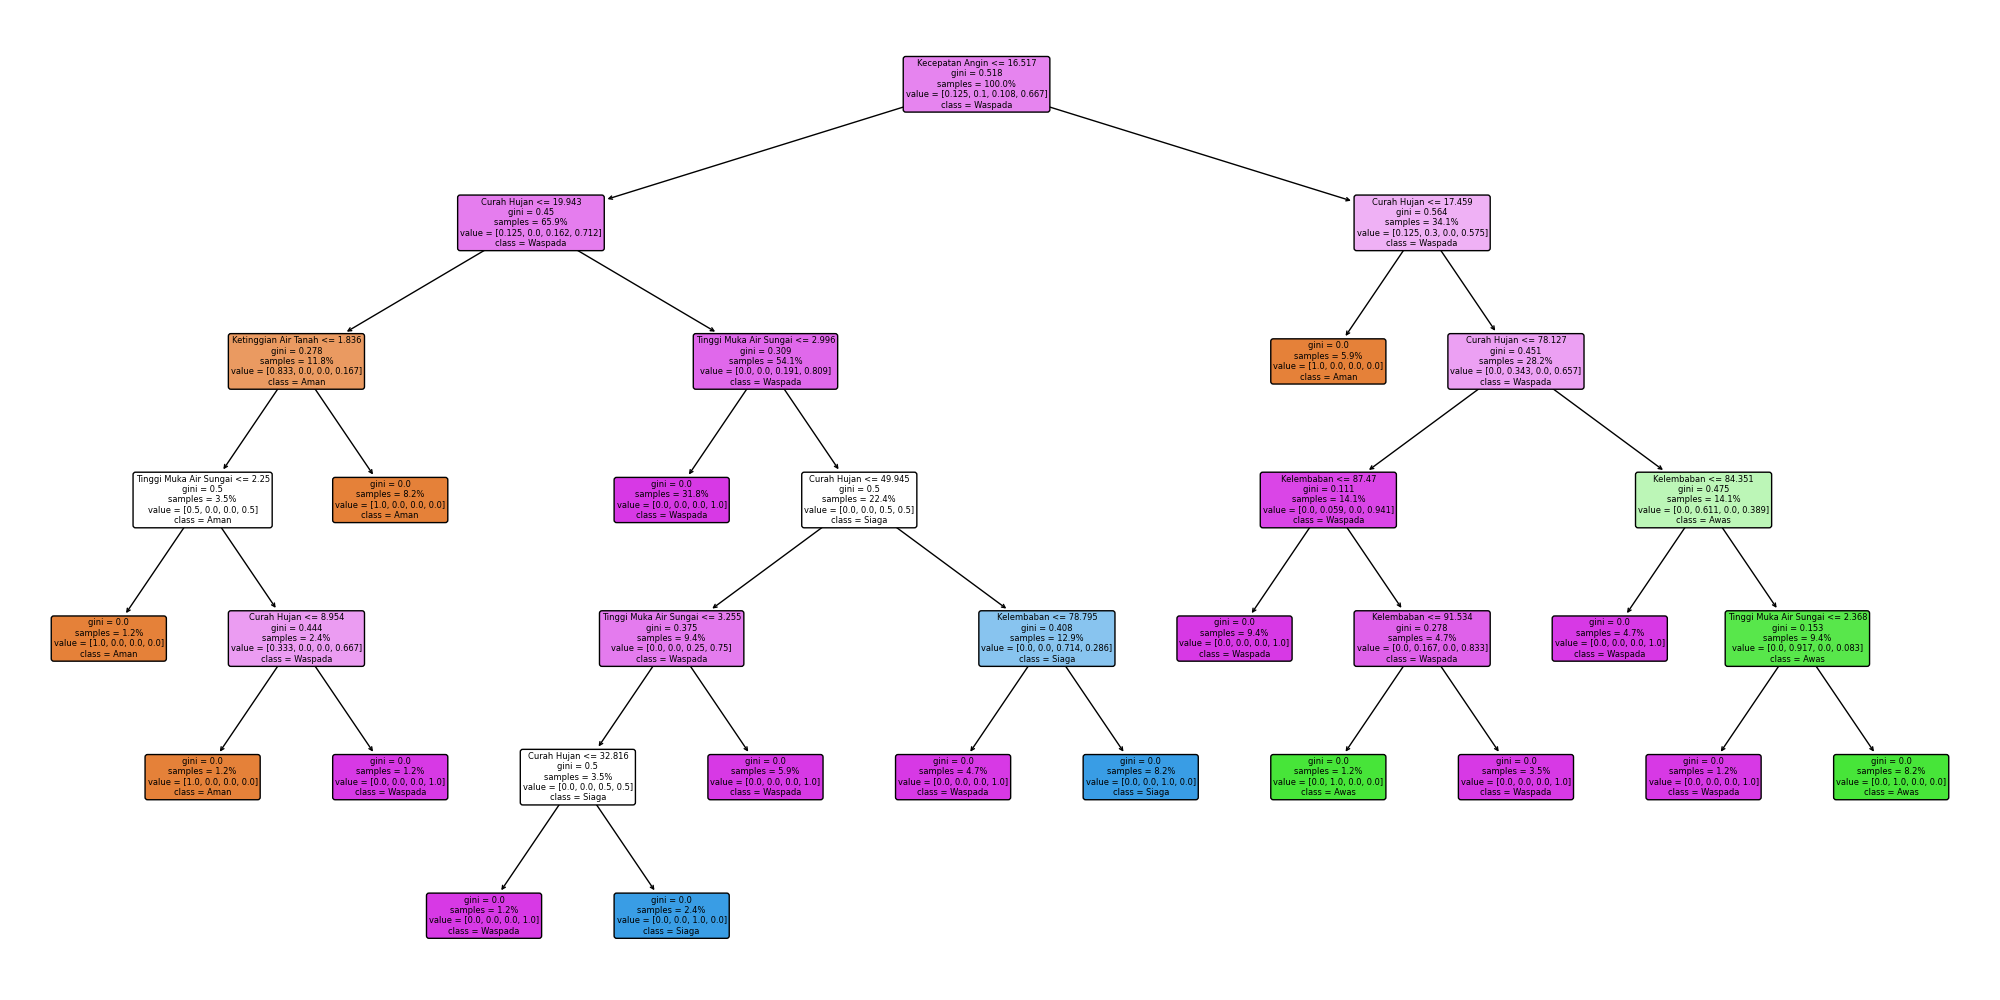 Kecepatan Angin <= 16.517
gini = 0.518
samples = 100.0%
value = [0.125, 0.1, 0.108, 0.667]
class = Waspada
Curah Hujan <= 19.943
gini = 0.45
samples = 65.9%
value = [0.125, 0.0, 0.162, 0.712]
class = Waspada
Curah Hujan <= 17.459
gini = 0.564
samples = 34.1%
value = [0.125, 0.3, 0.0, 0.575]
class = Waspada
Ketinggian Air Tanah <= 1.836
gini = 0.278
samples = 11.8%
value = [0.833, 0.0, 0.0, 0.167]
class = Aman
Tinggi Muka Air Sungai <= 2.996
gini = 0.309
samples = 54.1%
value = [0.0, 0.0, 0.191, 0.809]
class = Waspada
gini = 0.0
samples = 5.9%
value = [1.0, 0.0, 0.0, 0.0]
class = Aman
Curah Hujan <= 78.127
gini = 0.451
samples = 28.2%
value = [0.0, 0.343, 0.0, 0.657]
class = Waspada
Tinggi Muka Air Sungai <= 2.25
gini = 0.5
samples = 3.5%
value = [0.5, 0.0, 0.0, 0.5]
class = Aman
gini = 0.0
samples = 8.2%
value = [1.0, 0.0, 0.0, 0.0]
class = Aman
gini = 0.0
samples = 31.8%
value = [0.0, 0.0, 0.0, 1.0]
class = Waspada
Curah Hujan <= 49.945
gini = 0.5
samples = 22.4%
value = [0.0, 0.0, 0.5, 0.5]
class = Siaga
Kelembaban <= 87.47
gini = 0.111
samples = 14.1%
value = [0.0, 0.059, 0.0, 0.941]
class = Waspada
Kelembaban <= 84.351
gini = 0.475
samples = 14.1%
value = [0.0, 0.611, 0.0, 0.389]
class = Awas
gini = 0.0
samples = 1.2%
value = [1.0, 0.0, 0.0, 0.0]
class = Aman
Curah Hujan <= 8.954
gini = 0.444
samples = 2.4%
value = [0.333, 0.0, 0.0, 0.667]
class = Waspada
Tinggi Muka Air Sungai <= 3.255
gini = 0.375
samples = 9.4%
value = [0.0, 0.0, 0.25, 0.75]
class = Waspada
Kelembaban <= 78.795
gini = 0.408
samples = 12.9%
value = [0.0, 0.0, 0.714, 0.286]
class = Siaga
gini = 0.0
samples = 9.4%
value = [0.0, 0.0, 0.0, 1.0]
class = Waspada
Kelembaban <= 91.534
gini = 0.278
samples = 4.7%
value = [0.0, 0.167, 0.0, 0.833]
class = Waspada
gini = 0.0
samples = 4.7%
value = [0.0, 0.0, 0.0, 1.0]
class = Waspada
Tinggi Muka Air Sungai <= 2.368
gini = 0.153
samples = 9.4%
value = [0.0, 0.917, 0.0, 0.083]
class = Awas
gini = 0.0
samples = 1.2%
value = [1.0, 0.0, 0.0, 0.0]
class = Aman
gini = 0.0
samples = 1.2%
value = [0.0, 0.0, 0.0, 1.0]
class = Waspada
Curah Hujan <= 32.816
gini = 0.5
samples = 3.5%
value = [0.0, 0.0, 0.5, 0.5]
class = Siaga
gini = 0.0
samples = 5.9%
value = [0.0, 0.0, 0.0, 1.0]
class = Waspada
gini = 0.0
samples = 4.7%
value = [0.0, 0.0, 0.0, 1.0]
class = Waspada
gini = 0.0
samples = 8.2%
value = [0.0, 0.0, 1.0, 0.0]
class = Siaga
gini = 0.0
samples = 1.2%
value = [0.0, 1.0, 0.0, 0.0]
class = Awas
gini = 0.0
samples = 3.5%
value = [0.0, 0.0, 0.0, 1.0]
class = Waspada
gini = 0.0
samples = 1.2%
value = [0.0, 0.0, 0.0, 1.0]
class = Waspada
gini = 0.0
samples = 8.2%
value = [0.0, 1.0, 0.0, 0.0]
class = Awas
gini = 0.0
samples = 1.2%
value = [0.0, 0.0, 0.0, 1.0]
class = Waspada
gini = 0.0
samples = 2.4%
value = [0.0, 0.0, 1.0, 0.0]
class = Siaga